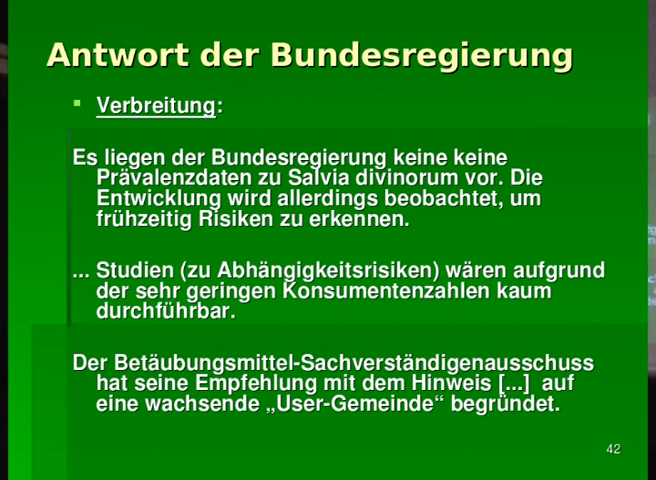 Antwort der Bundesregierung
Verbreitung:
Es liegen der Bundesregierung keine keine
Prävalenzdaten zu Salvia divinorum vor. Die
Entwicklung wird allerdings beobachtet, um
frühzeitig Risiken zu erkennen.
... Studien (zu Abhängigkeitsrisiken) wären aufgrund
der sehr geringen Konsumentenzahlen kaum
durchführbar.
Der Betäubungsmittel-Sachverständigenausschuss
hat seine Empfehlung mit dem Hinweis [...] auf
eine wachsende „User-Gemeinde“ begründet.
42